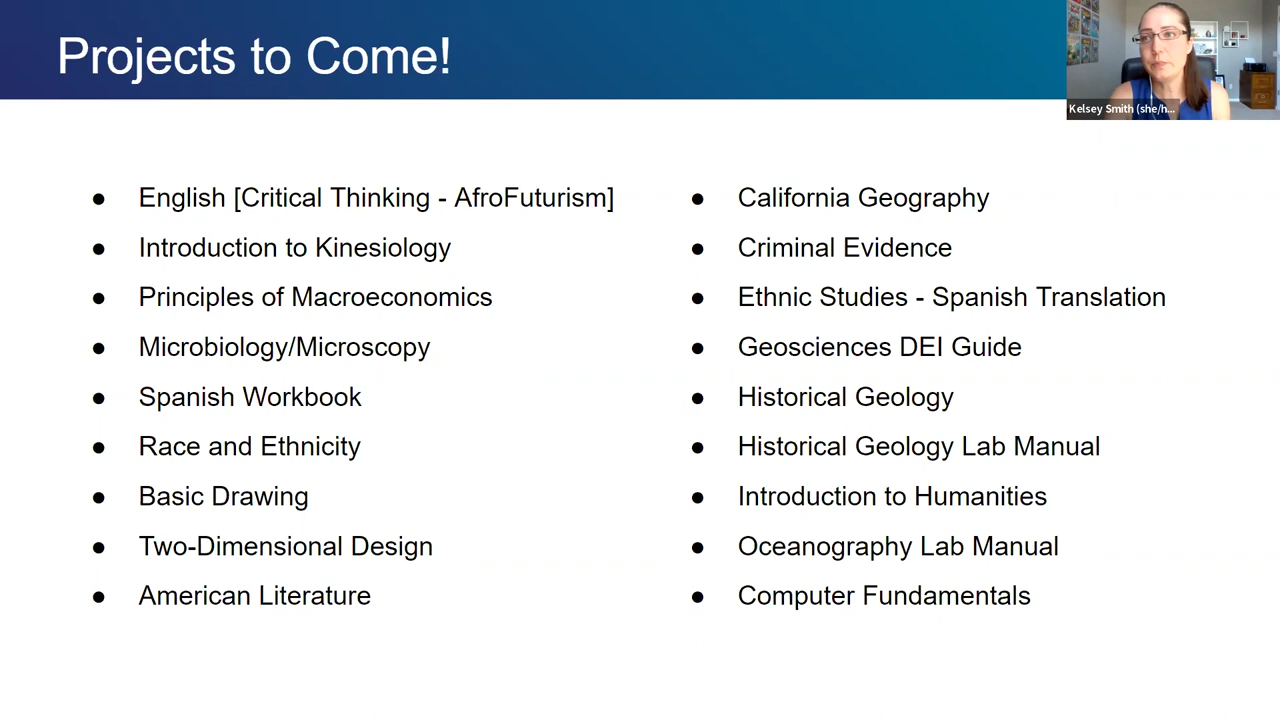 Projects to Come!
Kelsey Smith (she/h...
● English [Critical Thinking - AfroFuturism]
● Introduction to Kinesiology
● Principles of Macroeconomics
● Microbiology/Microscopy
● Spanish Workbook
● Race and Ethnicity
● Basic Drawing
● Two-Dimensional Design
● American Literature
● California Geography
● Criminal Evidence
● Ethnic Studies - Spanish Translation
● Geosciences DEI Guide
● Historical Geology
● Historical Geology Lab Manual
● Introduction to Humanities
● Oceanography Lab Manual
● Computer Fundamentals